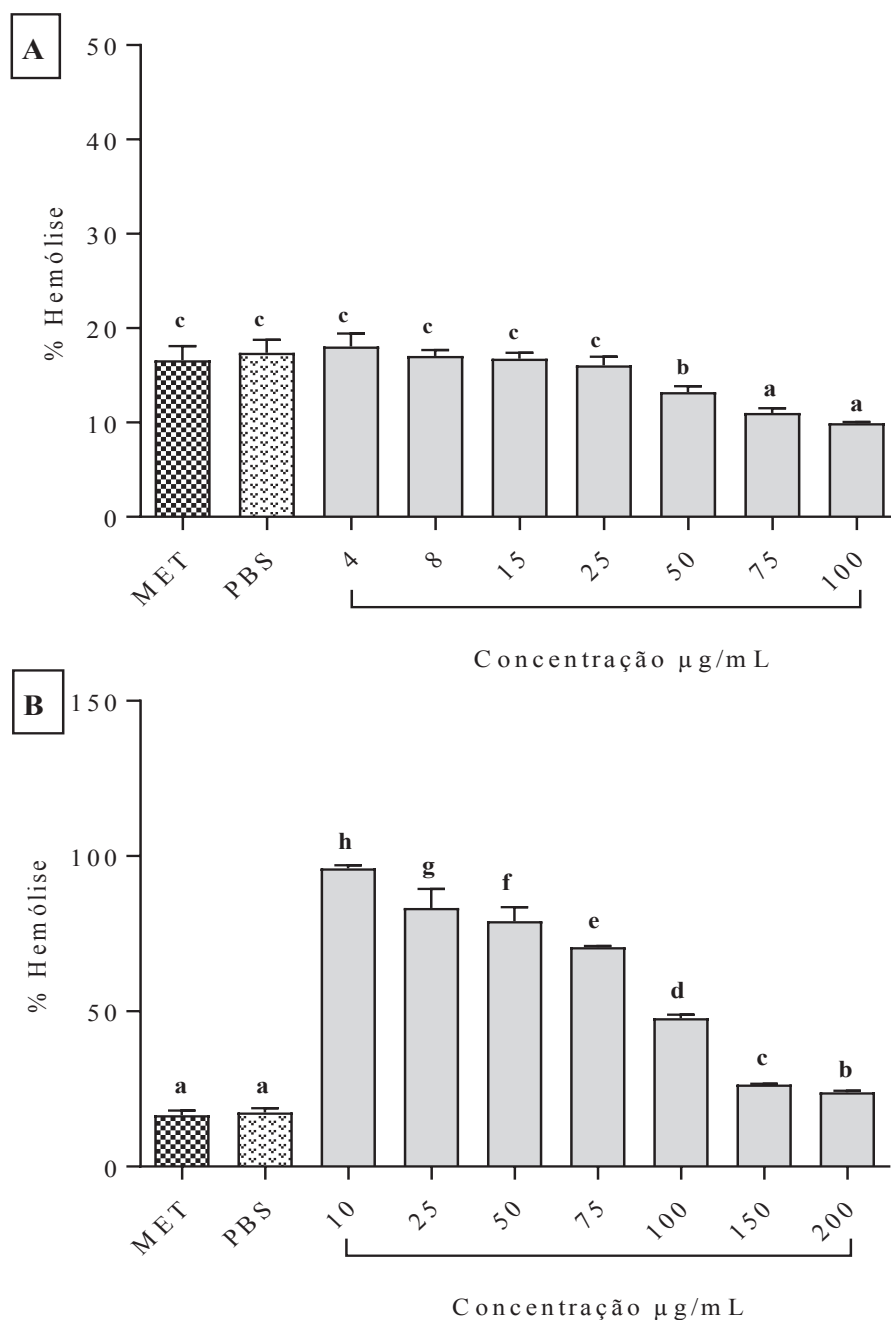 A
50
40
30
20
10
0
% Hemólise
c c c c c c b a a
MET PBS 4 8 15 25 50 75 100
Concentração µg/mL
B
150
100
50
0
% Hemólise
a a h g f e d c b
MET PBS 10 25 50 75 100 150 200
Concentração µg/mL